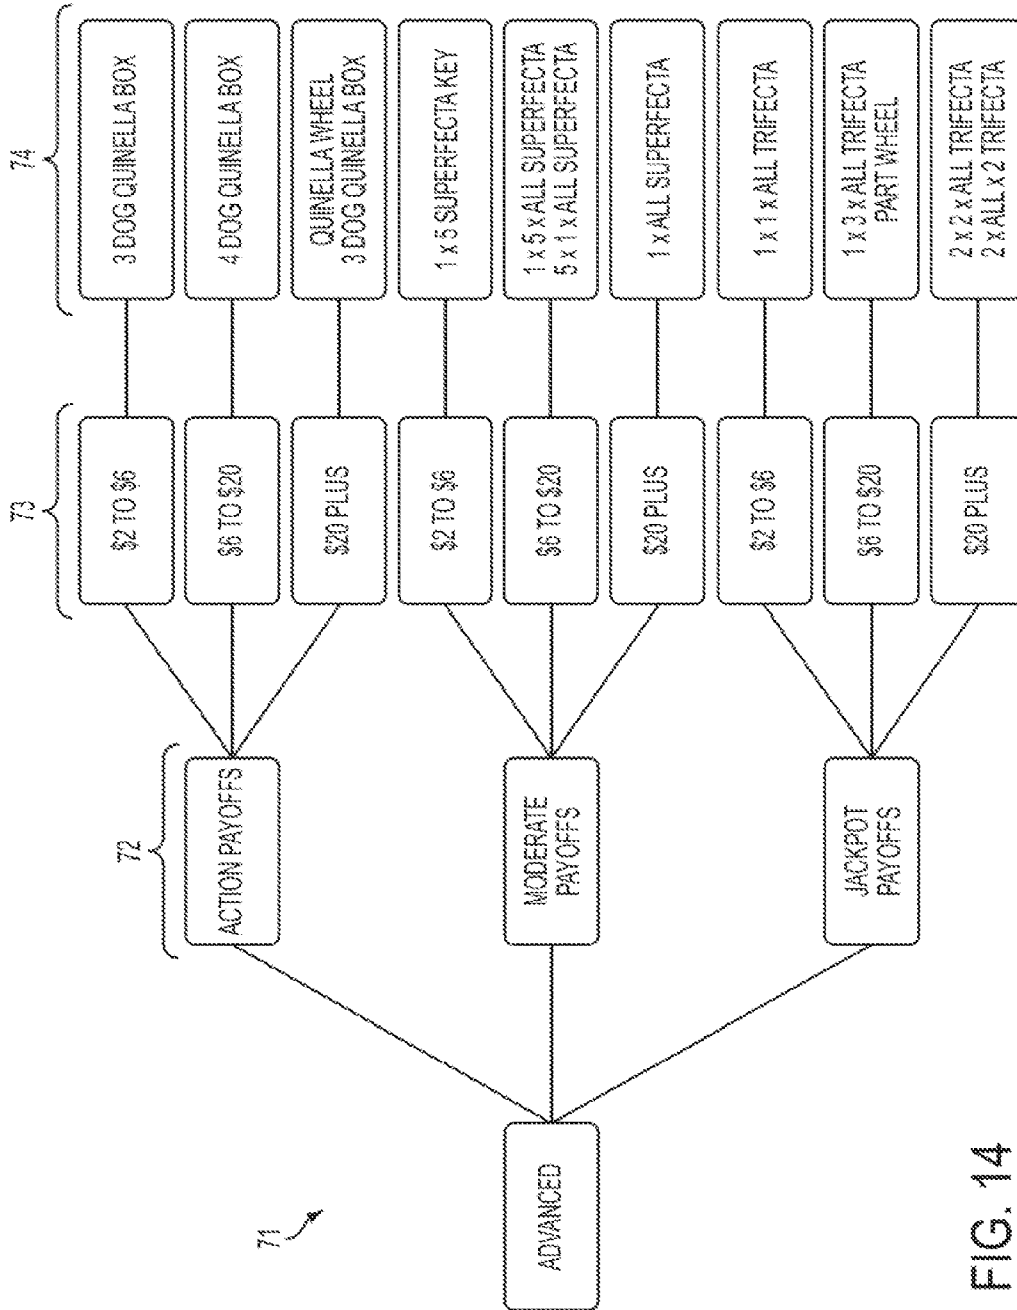 71
ADVANCED
72
ACTION PAYOFFS
MODERATE
PAYOFFS
JACKPOT
PAYOFFS
73
$2 TO $6
$6 TO $20
$20 PLUS
$2 TO $6
$6 TO $20
$20 PLUS
$2 TO $6
$6 TO $20
$20 PLUS
74
3 DOG QUINELLA BOX
4 DOG QUINELLA BOX
QUINELLA WHEEL
3 DOG QUINELLA BOX
1 x 5 SUPERFECTA KEY
1 x 5 x ALL SUPERFECTA
5 x 1 x ALL SUPERFECTA
1 x ALL SUPERFECTA
1 x 1 x ALL TRIFECTA
1 x 3 x ALL TRIFECTA
PART WHEEL
2 x 2 x ALL TRIFECTA
2 x ALL x 2 TRIFECTA
FIG. 14